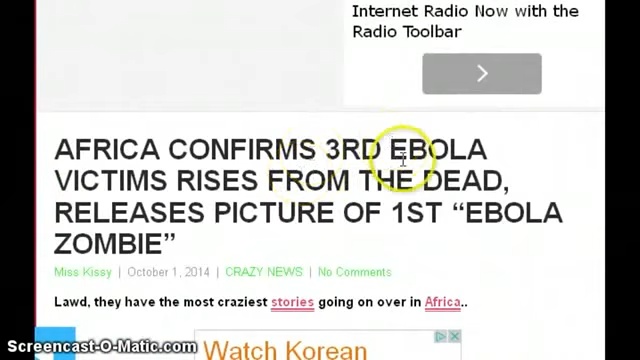 Internet Radio Now with the
Radio Toolbar
AFRICA CONFIRMS 3RD EBOLA
VICTIMS RISES FROM THE DEAD,
RELEASES PICTURE OF 1ST “EBOLA
ZOMBIE”
Miss Kissy | October 1, 2014 | CRAZY NEWS | No Comments
Lawd, they have the most craziest stories going on over in Africa..
Watch Korean
Screencast-O-Matic.com